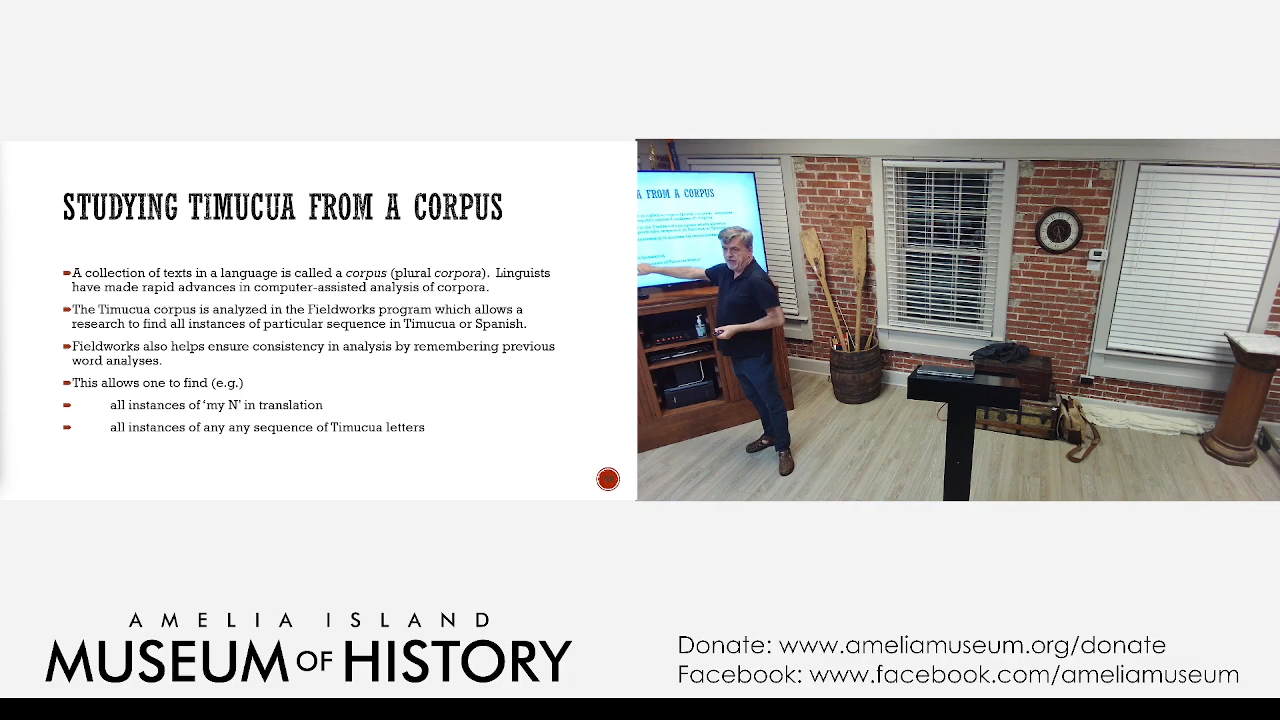 STUDYING TIMUCUA FROM A CORPUS
A collection of texts in a language is called a corpus (plural corpora). Linguists
have made rapid advances in computer-assisted analysis of corpora.
The Timucua corpus is analyzed in the Fieldworks program which allows a
research to find all instances of particular sequence in Timucua or Spanish.
Fieldworks also helps ensure consistency in analysis by remembering previous
word analyses.
This allows one to find (e.g.)
all instances of ‘my N’ in translation
all instances of any any sequence of Timucua letters
A FROM A CORPUS
AMELIA ISLAND
MUSEUM OF HISTORY
Donate: www.ameliamuseum.org/donate
Facebook: www.facebook.com/ameliamuseum